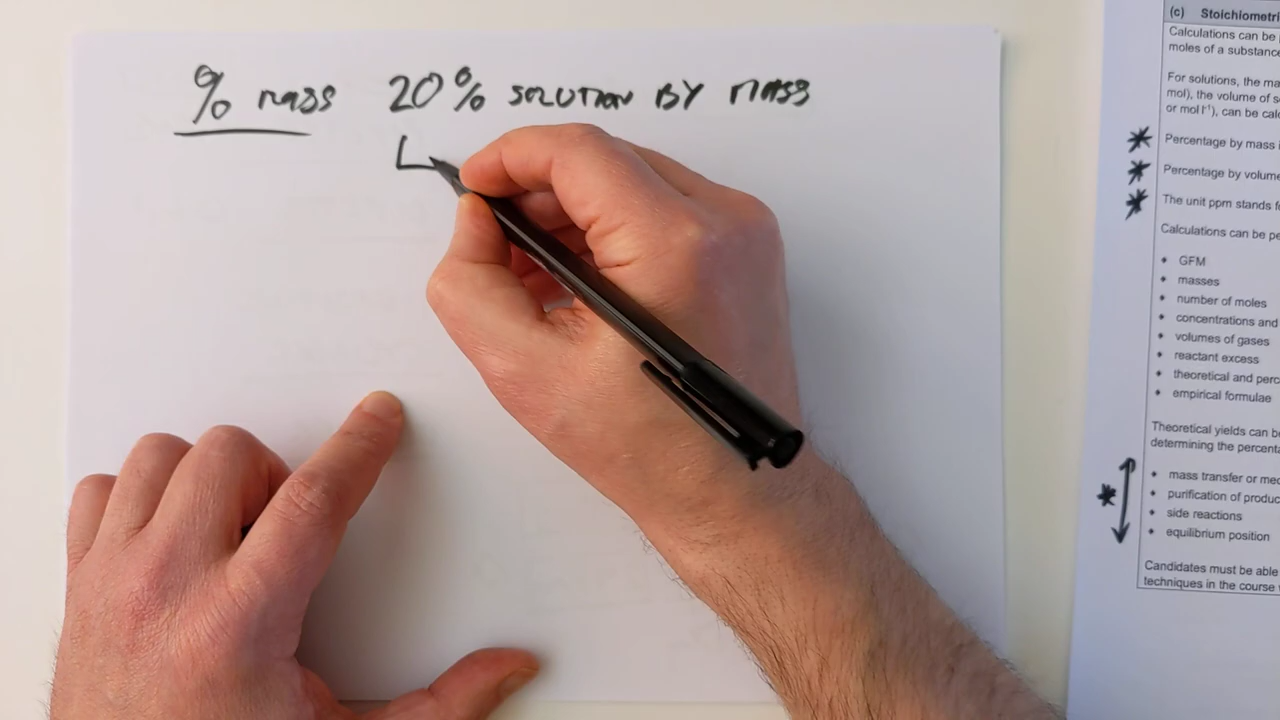 % mass 20% SOLUTION BY MASS
(c) Stoichiometri
Calculations can be
moles of a substance
For solutions, the ma
mol), the volume of s
or mol l⁻¹), can be cal
* Percentage by mass i
* Percentage by volume
* The unit ppm stands f
Calculations can be pe
• GFM
• masses
• number of moles
• concentrations and
• volumes of gases
• reactant excess
• theoretical and perc
• empirical formulae
Theoretical yields can b
determining the percenta
* • mass transfer or mec
• purification of produc
• side reactions
• equilibrium position
Candidates must be able
techniques in the course